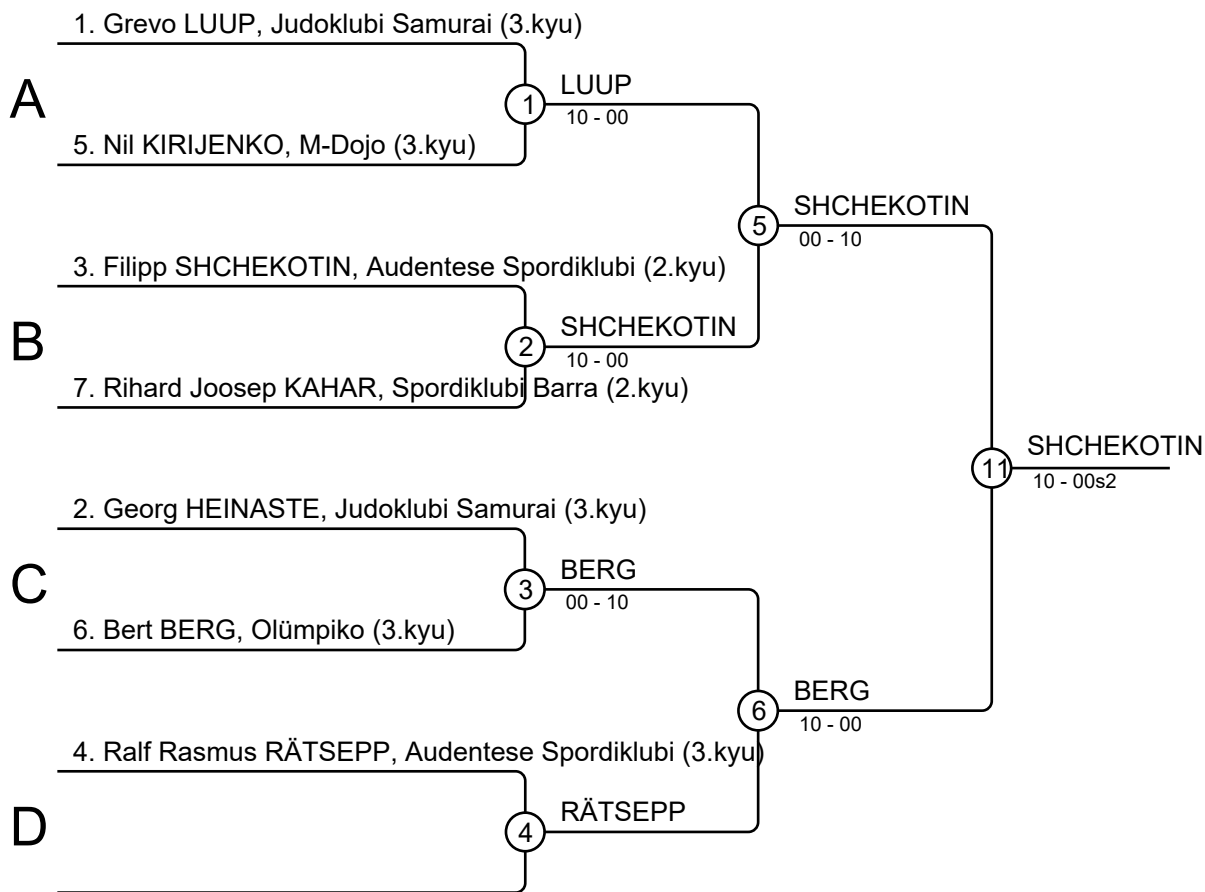 1. Grevo LUUP, Judoklubi Samurai (3.kyu)
A
1
LUUP
10 - 00
5. Nil KIRIJENKO, M-Dojo (3.kyu)
5
SHCHEKOTIN
00 - 10
3. Filipp SHCHEKOTIN, Audentese Spordiklubi (2.kyu)
B
2
SHCHEKOTIN
10 - 00
7. Rihard Joosep KAHAR, Spordiklubi Barra (2.kyu)
11
SHCHEKOTIN
10 - 00s2
2. Georg HEINASTE, Judoklubi Samurai (3.kyu)
C
3
BERG
00 - 10
6. Bert BERG, Olümpiko (3.kyu)
6
BERG
10 - 00
4. Ralf Rasmus RÄTSEPP, Audentese Spordiklubi (3.kyu)
D
4
RÄTSEPP